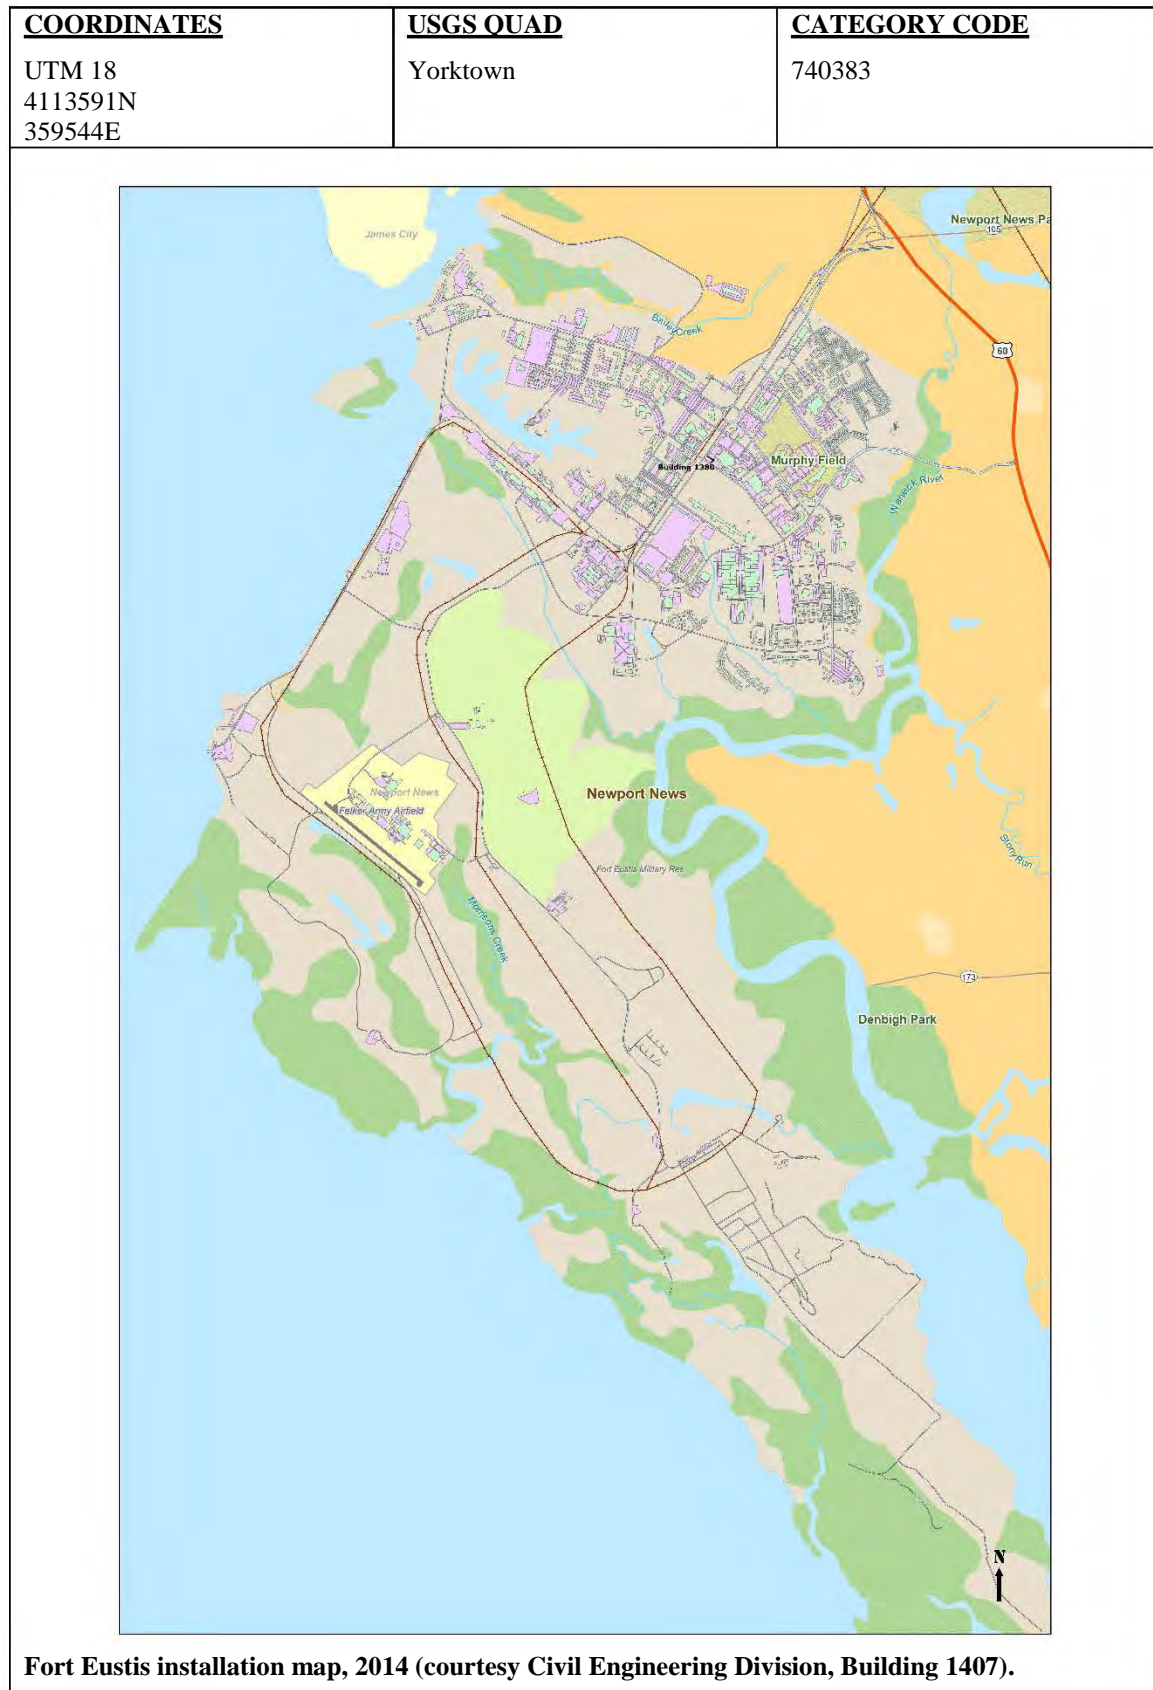 COORDINATES
UTM 18
4113591N
359544E
USGS QUAD
Yorktown
CATEGORY CODE
740383
James City
Newport News Pa
105
Bailey Creek
60
Murphy Field
Building 1380
Warwick River
Newport News
Felker Army Airfield
Newport News
Stony Run
Fort Eustis Military Res
Morrisons Creek
173
Denbigh Park
N
Fort Eustis installation map, 2014 (courtesy Civil Engineering Division, Building 1407).